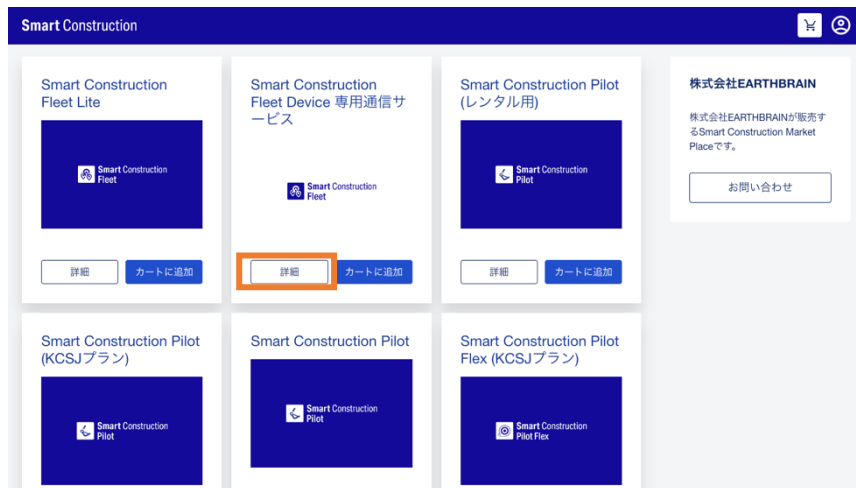 Smart Construction
Smart Construction
Fleet Lite
Smart Construction
Fleet
詳細
カートに追加
Smart Construction
Fleet Device 専用通信サ
ービス
Smart Construction
Fleet
詳細
カートに追加
Smart Construction Pilot
(レンタル用)
Smart Construction
Pilot
詳細
カートに追加
株式会社EARTHBRAIN
株式会社EARTHBRAINが販売す
るSmart Construction Market
Placeです。
お問い合わせ
Smart Construction Pilot
(KCSJプラン)
Smart Construction
Pilot
Smart Construction Pilot
Smart Construction
Pilot
Smart Construction Pilot
Flex (KCSJプラン)
Smart Construction
Pilot Flex